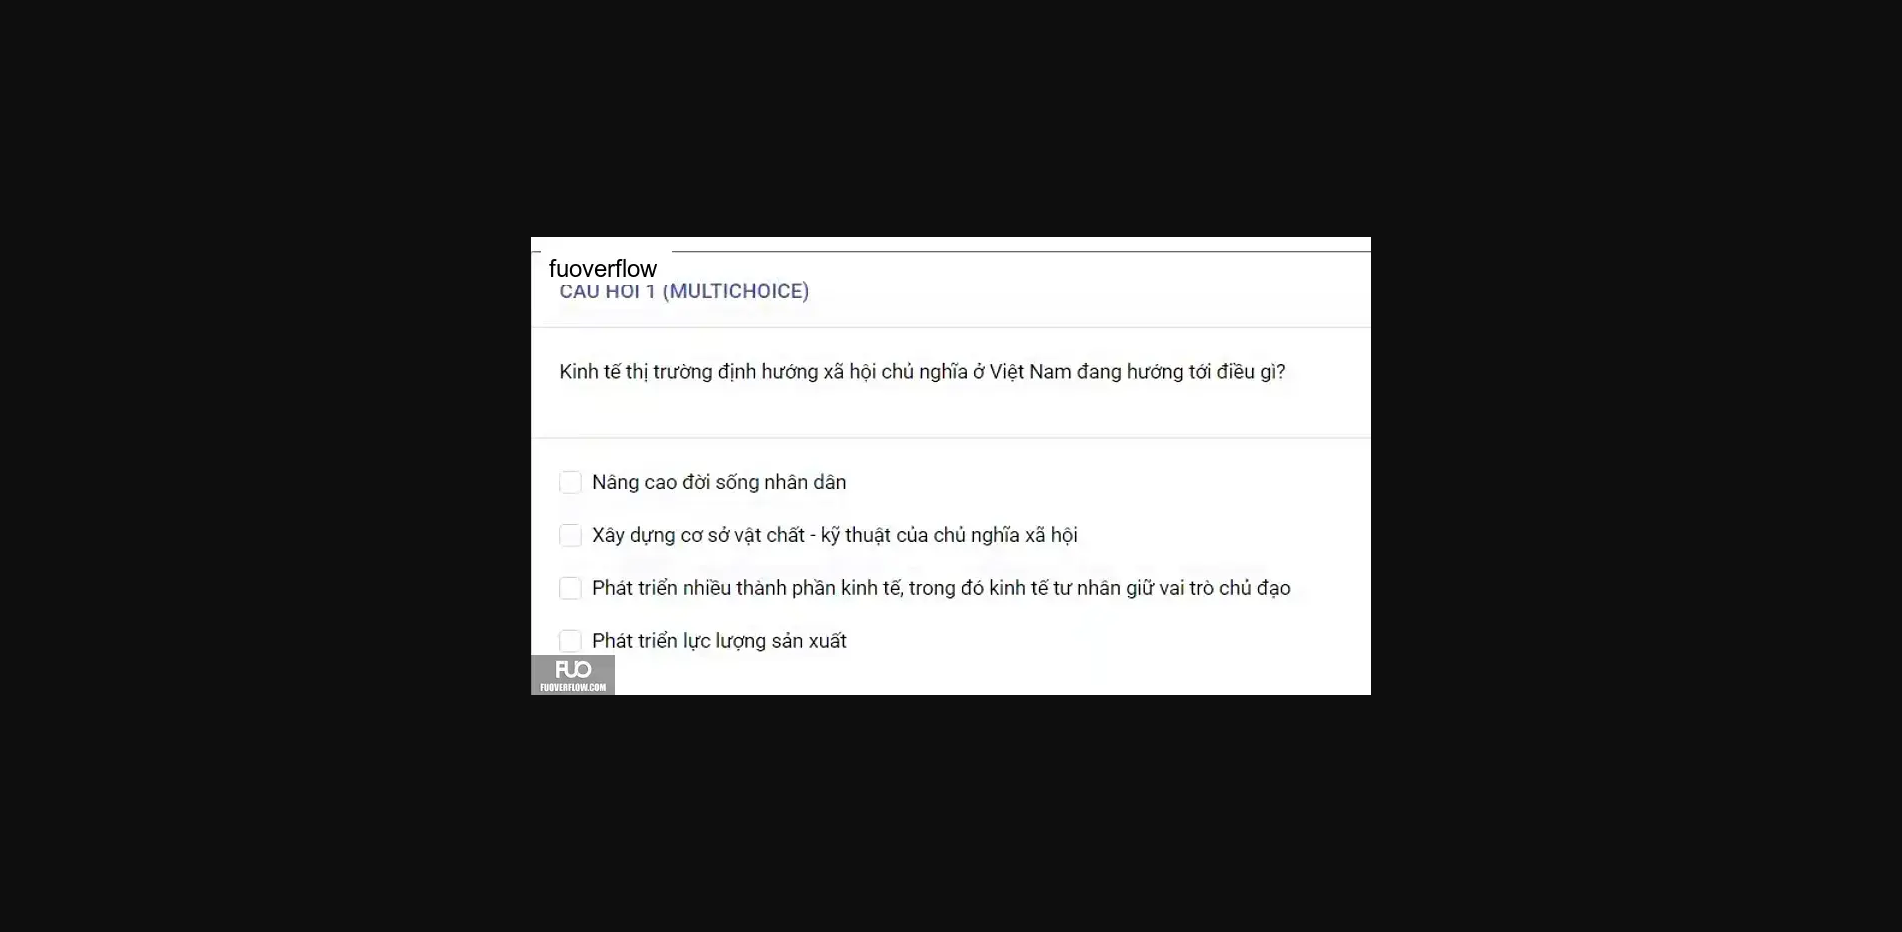 fuoverflow
CÂU HỎI 1 (MULTICHOICE)
Kinh tế thị trường định hướng xã hội chủ nghĩa ở Việt Nam đang hướng tới điều gì?
Nâng cao đời sống nhân dân
Xây dựng cơ sở vật chất - kỹ thuật của chủ nghĩa xã hội
Phát triển nhiều thành phần kinh tế, trong đó kinh tế tư nhân giữ vai trò chủ đạo
Phát triển lực lượng sản xuất
FUO
FUOVERFLOW.COM